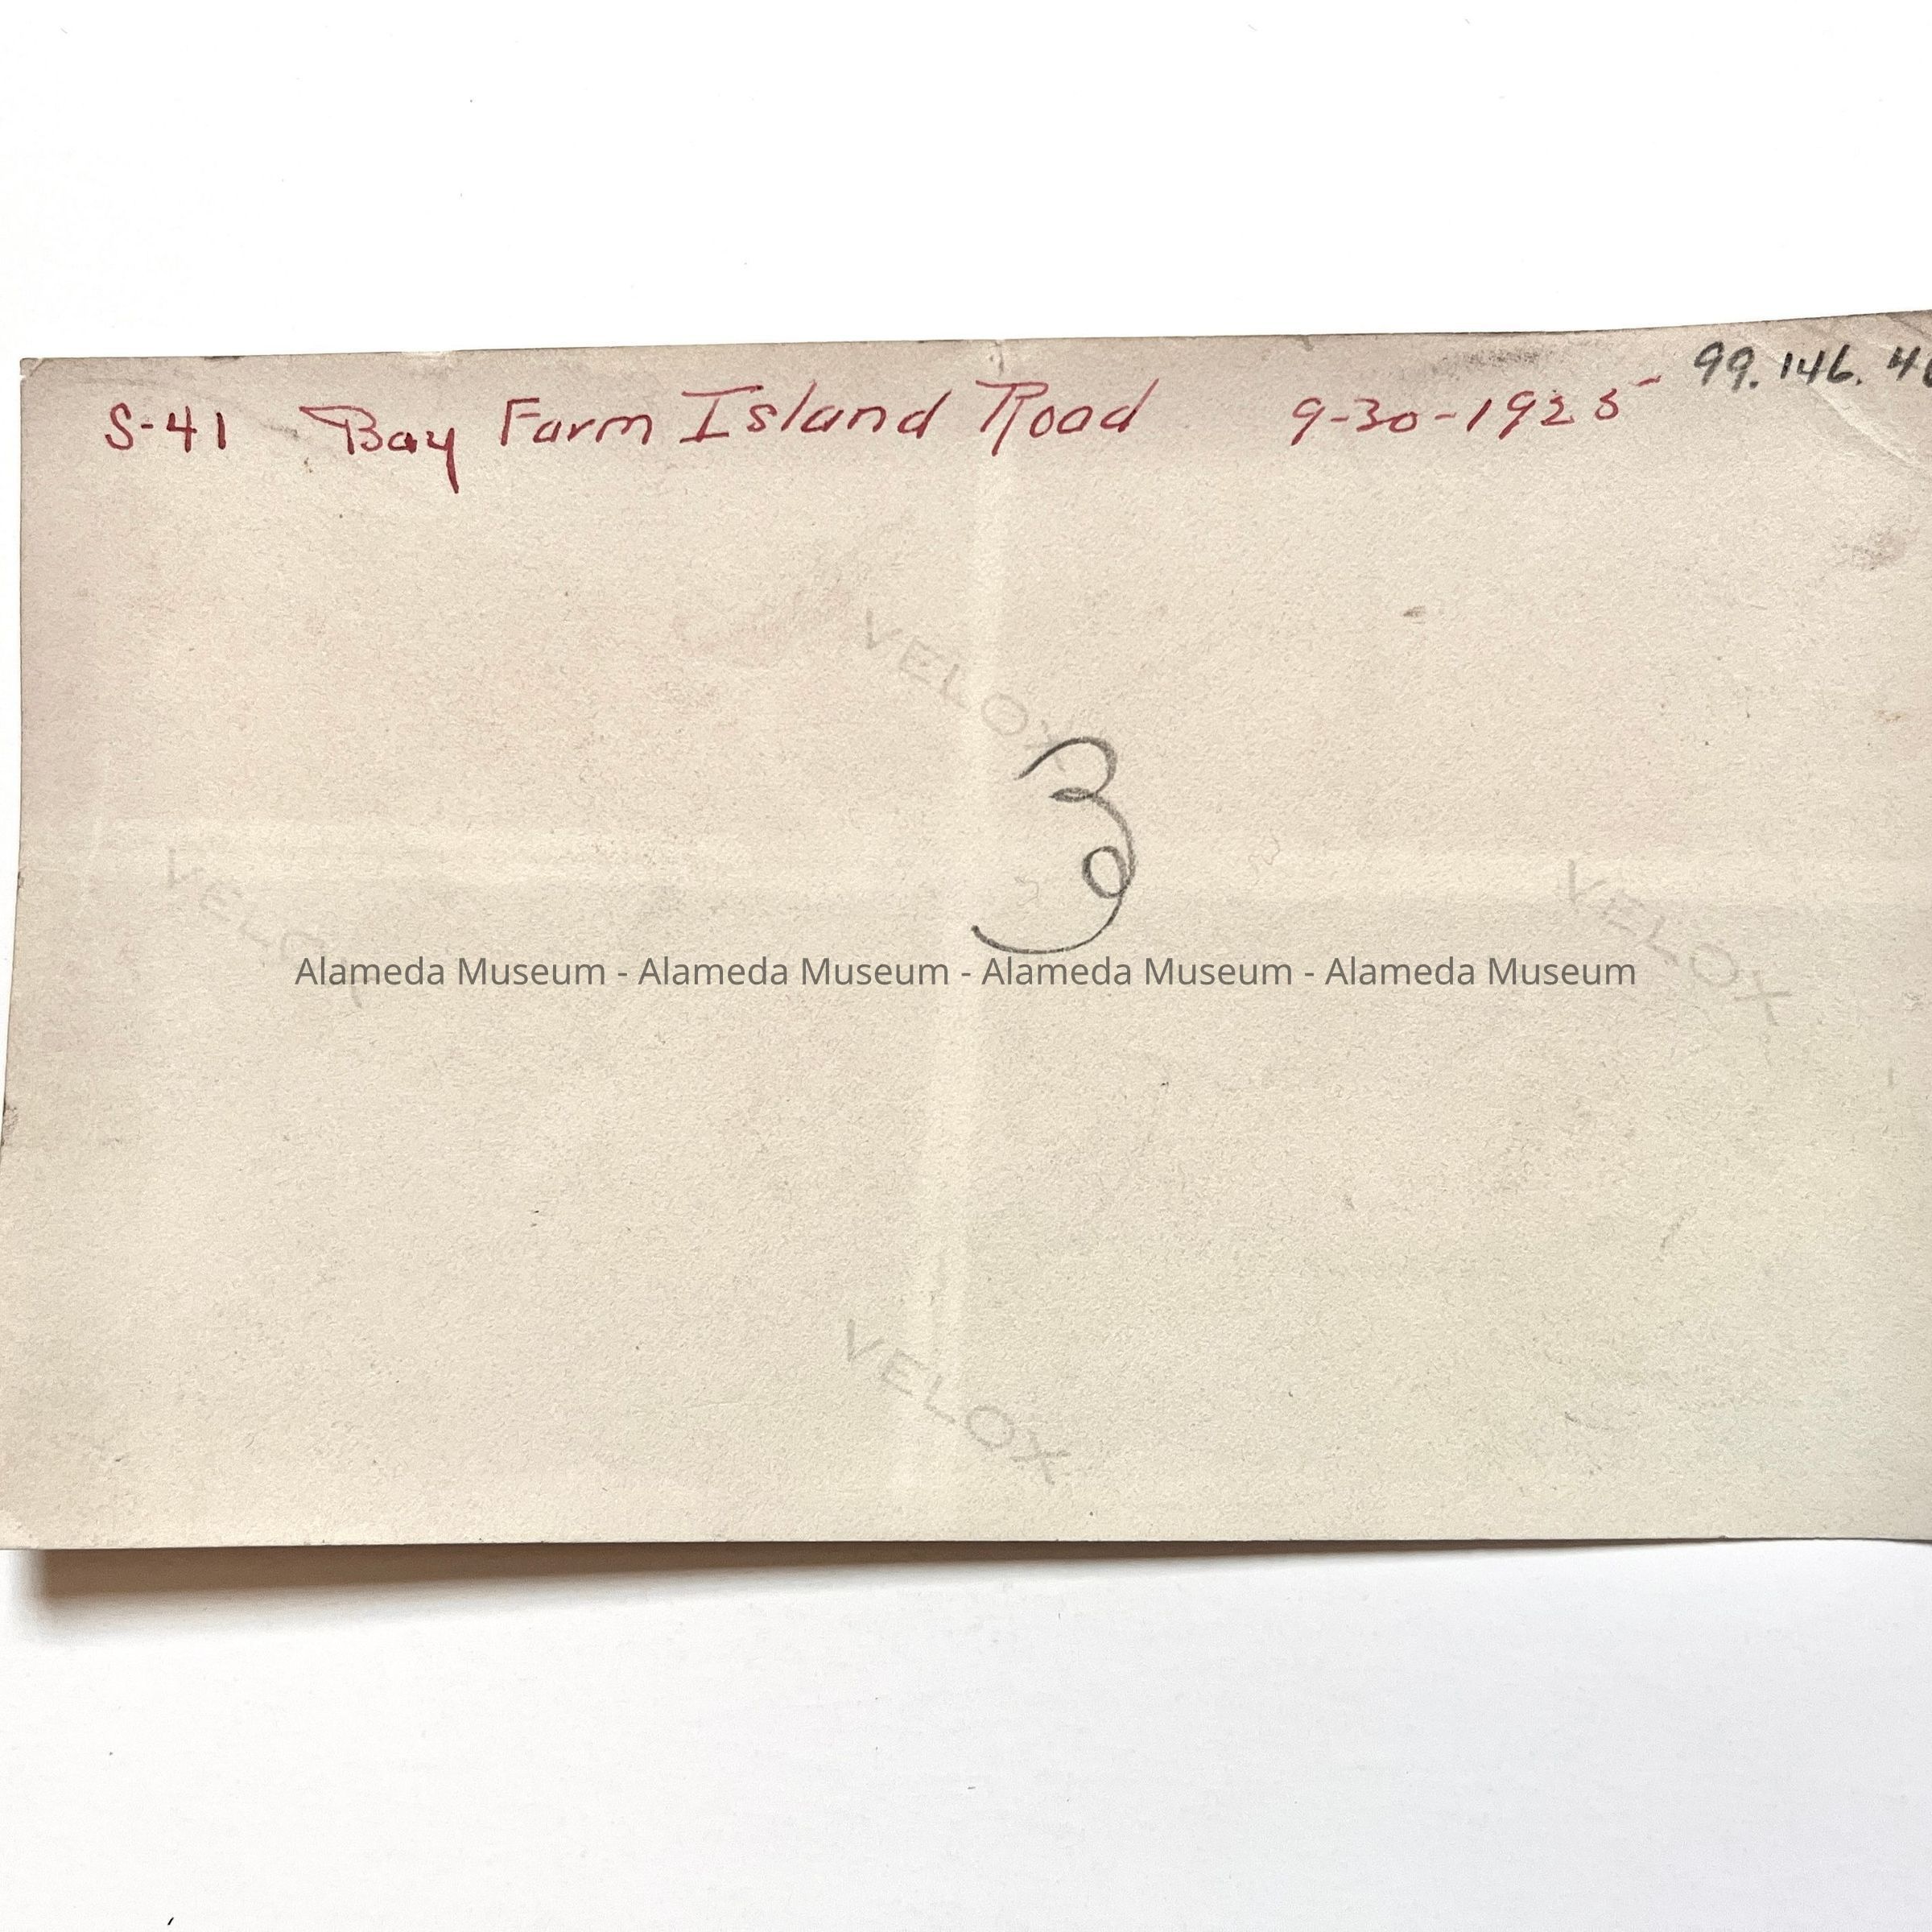 S-41 Bay Farm Island Road 9-30-1925 99.146.4
VELOX
3
VELOX VELOX
Alameda Museum - Alameda Museum - Alameda Museum - Alameda Museum
VELOX